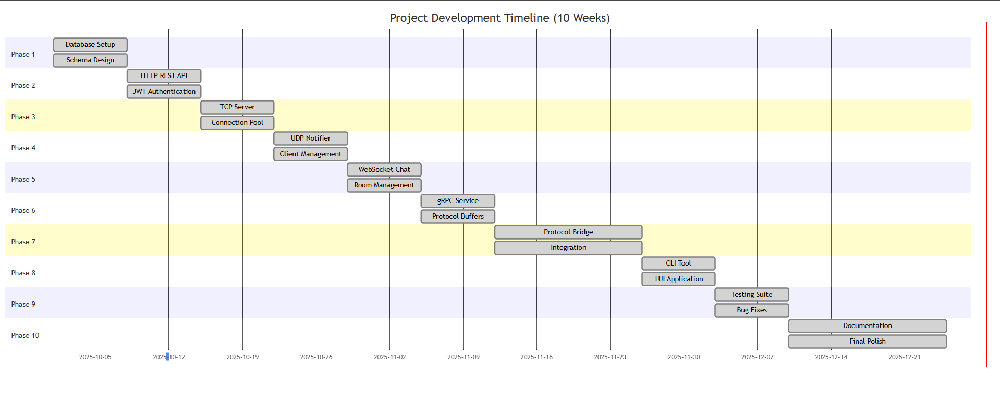 Project Development Timeline (10 Weeks)
Phase 1
Database Setup
Schema Design
Phase 2
HTTP REST API
JWT Authentication
Phase 3
TCP Server
Connection Pool
Phase 4
UDP Notifier
Client Management
Phase 5
WebSocket Chat
Room Management
Phase 6
gRPC Service
Protocol Buffers
Phase 7
Protocol Bridge
Integration
Phase 8
CLI Tool
TUI Application
Phase 9
Testing Suite
Bug Fixes
Phase 10
Documentation
Final Polish
2025-10-05 2025-10-12 2025-10-19 2025-10-26 2025-11-02 2025-11-09 2025-11-16 2025-11-23 2025-11-30 2025-12-07 2025-12-14 2025-12-21